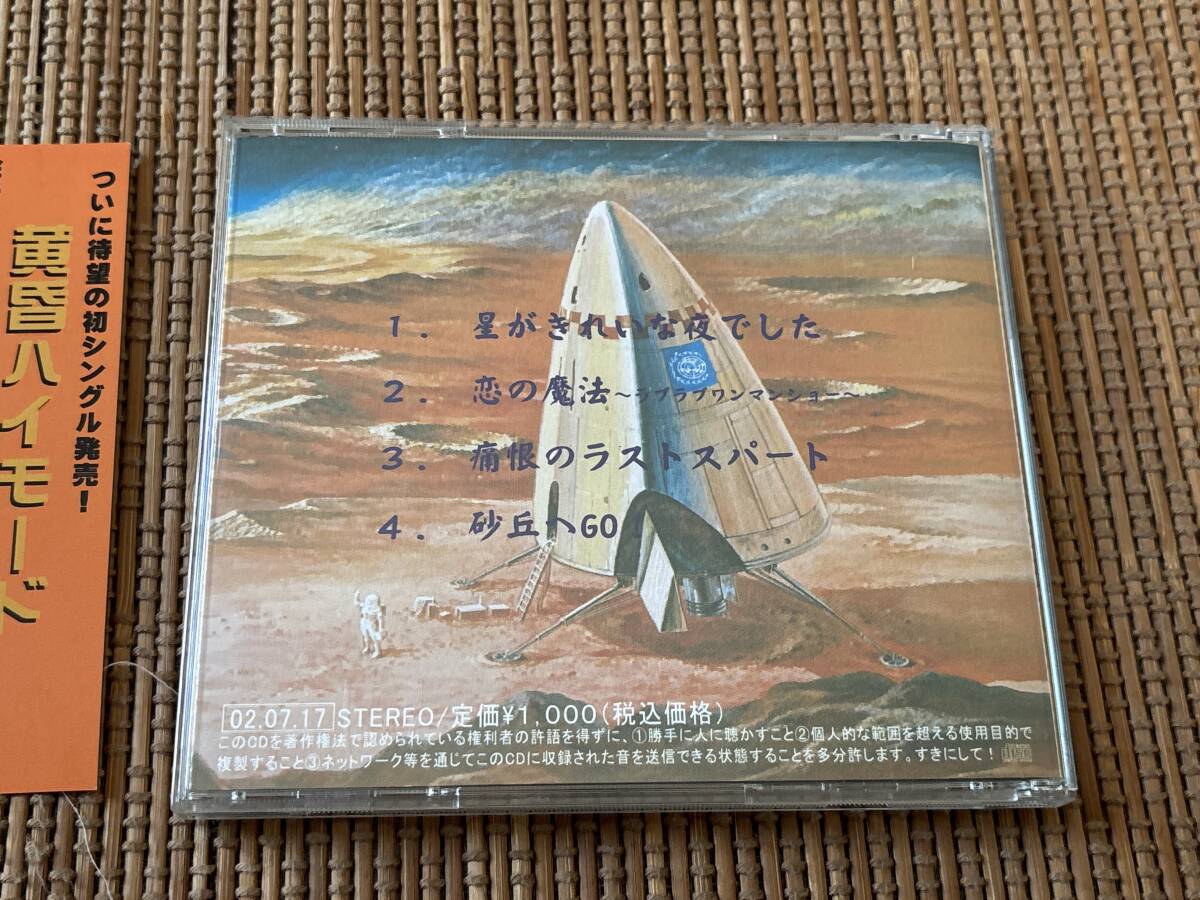 ついに待望の初シングル発売！
黄昏ハイモード
1. 星がきれいな夜でした
2. 恋の魔法～ラブラブワンマンショー～
3. 痛恨のラストスパート
4. 砂丘へGO！
02.07.17 STEREO/定価¥1,000(税込価格)
このCDを著作権法で認められている権利者の許諾を得ずに、①勝手に人に聴かすこと②個人的な範囲を超える使用目的で
複製すること③ネットワーク等を通じてこのCDに収録された音を送信できる状態することを多分許します。すきにして！